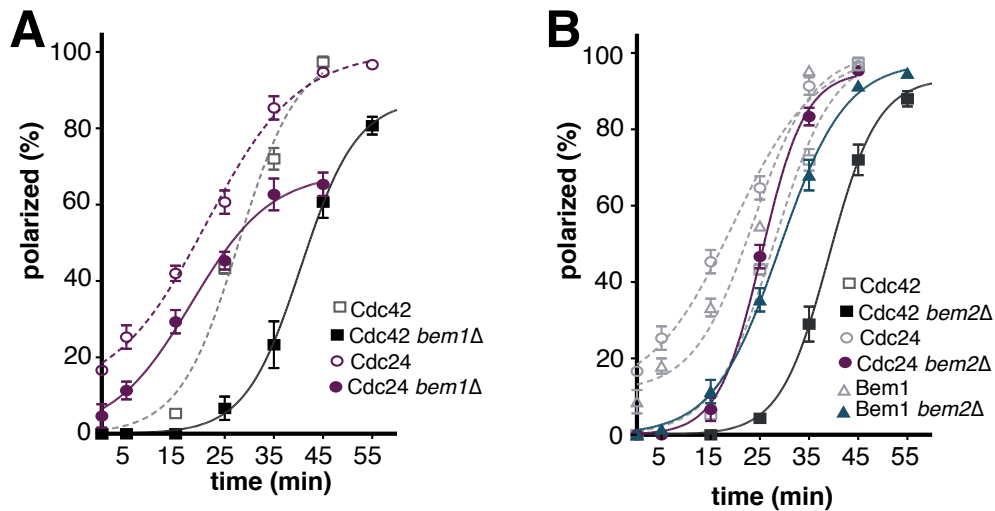 A
polarized (%)
100
80
60
40
20
0
5 15 25 35 45 55
time (min)
Cdc42
Cdc42 bem1Δ
Cdc24
Cdc24 bem1Δ
B
polarized (%)
100
80
60
40
20
0
5 15 25 35 45 55
time (min)
Cdc42
Cdc42 bem2Δ
Cdc24
Cdc24 bem2Δ
Bem1
Bem1 bem2Δ